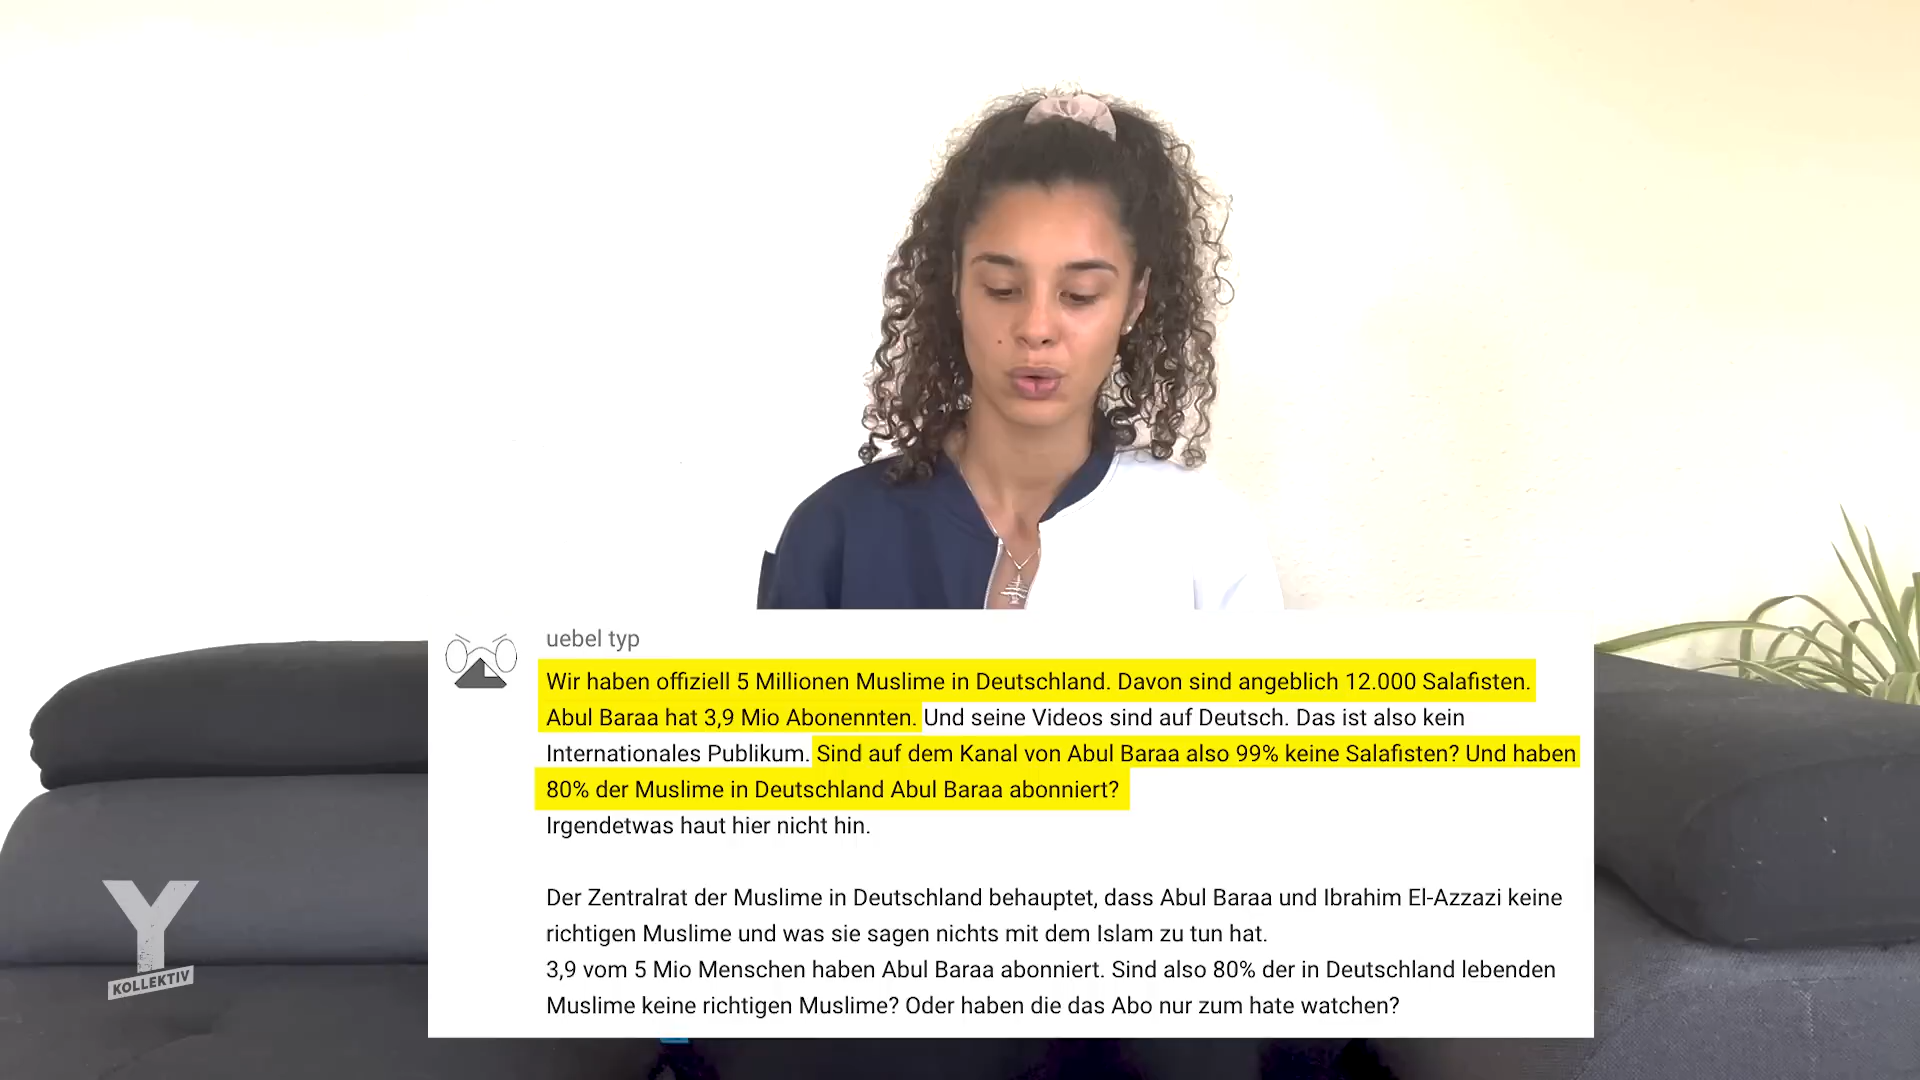 uebel typ
Wir haben offiziell 5 Millionen Muslime in Deutschland. Davon sind angeblich 12.000 Salafisten.
Abul Baraa hat 3,9 Mio Abonennten. Und seine Videos sind auf Deutsch. Das ist also kein
Internationales Publikum. Sind auf dem Kanal von Abul Baraa also 99% keine Salafisten? Und haben
80% der Muslime in Deutschland Abul Baraa abonniert?
Irgendetwas haut hier nicht hin.
Der Zentralrat der Muslime in Deutschland behauptet, dass Abul Baraa und Ibrahim El-Azzazi keine
richtigen Muslime und was sie sagen nichts mit dem Islam zu tun hat.
3,9 vom 5 Mio Menschen haben Abul Baraa abonniert. Sind also 80% der in Deutschland lebenden
Muslime keine richtigen Muslime? Oder haben die das Abo nur zum hate watchen?
Y
KOLLEKTIV